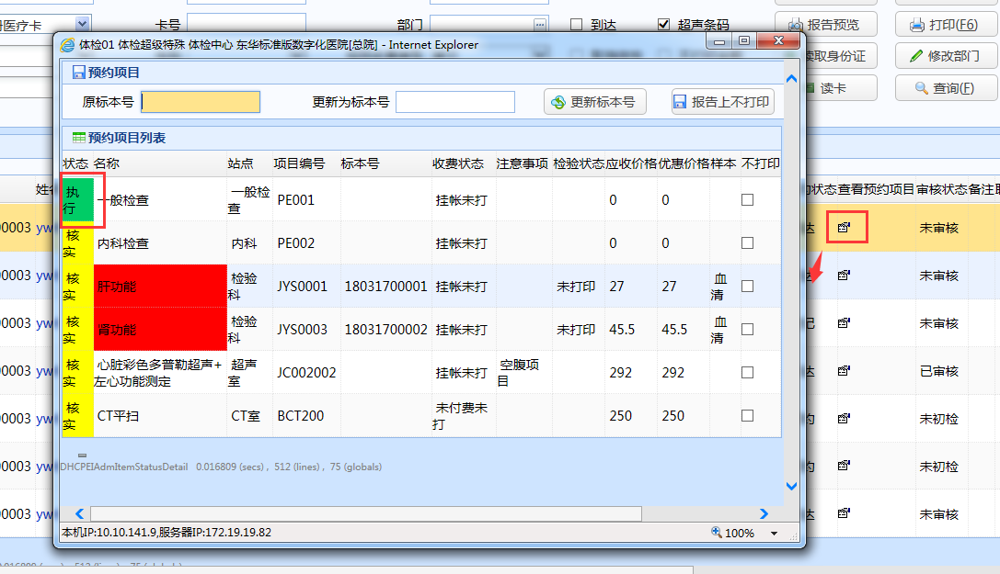 册医疗卡 卡号 部门 到达 超声条码 报告预览 打印(F6)
体检01 体检超级特殊 体检中心 东华标准版数字化医院[总院] - Internet Explorer
读取身份证 修改部门
预约项目
读卡 查询(F)
原标本号 更新为标本号 更新标本号 报告上不打印
预约项目列表
状态 名称 站点 项目编号 标本号 收费状态 注意事项 检验状态 应收价格 优惠价格 样本 不打印
执行 一般检查 一般检查 PE001 挂帐未打 0 0
核实 内科检查 内科 PE002 挂帐未打 0 0
核实 肝功能 检验科 JYS0001 18031700001 挂帐未打 未打印 27 27 血清
核实 肾功能 检验科 JYS0003 18031700002 挂帐未打 未打印 45.5 45.5 血清
核实 心脏彩色多普勒超声+左心功能测定 超声室 JC002002 挂帐未打 空腹项目 292 292
核实 CT平扫 CT室 BCT200 未付费未打 250 250
DHCPEIAdmItemStatusDetail 0.016809 (secs) , 512 (lines) , 75 (globals)
本机IP:10.10.141.9,服务器IP:172.19.19.82 100%
状态 查看预约项目 审核状态 备注
00003 yw 达 未审核
00003 yw 未审核
00003 yw 未审核
00003 yw 达 已审核
00003 yw 未初检
00003 yw 未初检
00003 yw 达 未审核